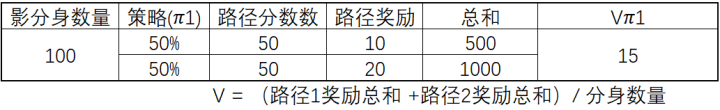 影分身数量 策略(π1) 路径分数数 路径奖励 总和 Vπ1
100 50% 50 10 500 15
50% 50 20 1000
V = （路径1奖励总和 +路径2奖励总和）/ 分身数量